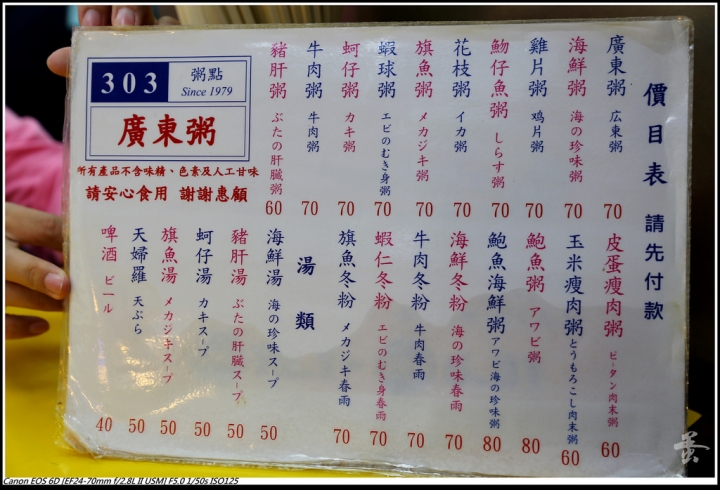 價目表 請先付款
廣東粥 広東粥 70
海鮮粥 海の珍味粥 70
雞片粥 鸡片粥 70
魩仔魚粥 しらす粥 70
花枝粥 イカ粥 70
旗魚粥 メカジキ粥 70
蝦球粥 エビのむき身粥 70
蚵仔粥 カキ粥 70
牛肉粥 牛肉粥 70
豬肝粥 ぶたの肝臓粥 60
303
粥點
Since 1979
廣東粥
所有產品不含味精、色素及人工甘味
請安心食用 謝謝惠顧
皮蛋瘦肉粥 ピータン肉末粥 60
玉米瘦肉粥 とうもろこし肉末粥 60
鮑魚粥 アワビ粥 80
鮑魚海鮮粥 アワビ海の珍味粥 80
海鮮冬粉 海の珍味春雨 70
牛肉冬粉 牛肉春雨 70
蝦仁冬粉 エビのむき身春雨 70
旗魚冬粉 メカジキ春雨 70
湯類
海鮮湯 海の珍味スープ 50
豬肝湯 ぶたの肝臓スープ 50
蚵仔湯 カキスープ 50
旗魚湯 メカジキスープ 50
天婦羅 天ぷら 50
啤酒 ビール 40
Canon EOS 6D [EF24-70mm f/2.8L II USM] F5.0 1/50s ISO125